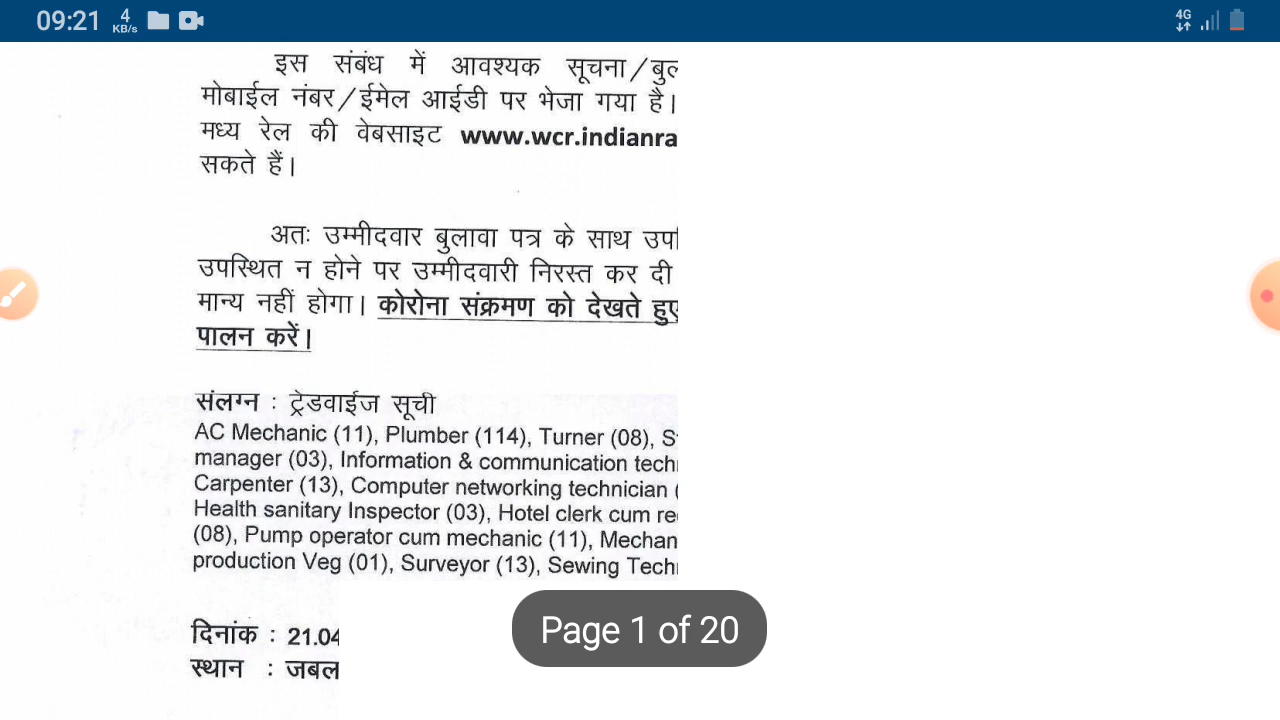 09:21 4 KB/s 4G
इस संबंध में आवश्यक सूचना/बुल
मोबाईल नंबर/ईमेल आईडी पर भेजा गया है।
मध्य रेल की वेबसाइट www.wcr.indianra
सकते हैं।
अतः उम्मीदवार बुलावा पत्र के साथ उपी
उपस्थित न होने पर उम्मीदवारी निरस्त कर दी
मान्य नहीं होगा। कोरोना संक्रमण को देखते हुए
पालन करें।
संलग्न : ट्रेडवाईज सूची
AC Mechanic (11), Plumber (114), Turner (08), S
manager (03), Information & communication tech
Carpenter (13), Computer networking technician (
Health sanitary Inspector (03), Hotel clerk cum re
(08), Pump operator cum mechanic (11), Mechan
production Veg (01), Surveyor (13), Sewing Tech
Page 1 of 20
दिनांक : 21.04
स्थान : जबल